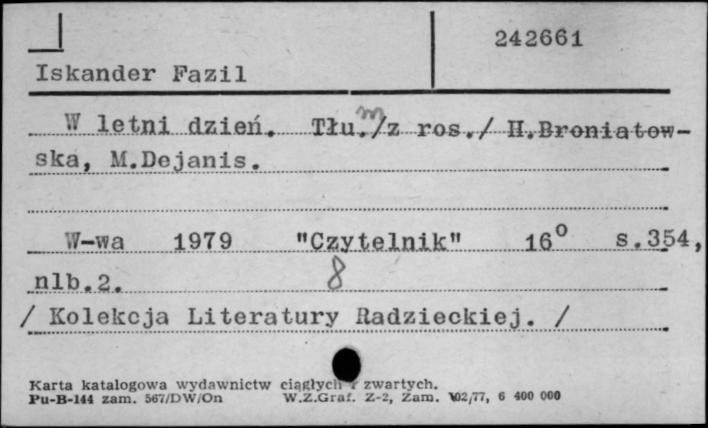 242661
Iskander Fazil
W letni dzień. Tłum./z ros./ H.Broniatow-
ska, M.Dejanis.
W-wa 1979 "Czytelnik" 16° s.354,
nlb.2. 8
/ Kolekcja Literatury Radzieckiej. /
Karta katalogowa wydawnictw ciągłych i zwartych.
Pu-B-144 zam. 567/DW/On W.Z.Graf. Z-2, Zam. 102/77, 6 400 000